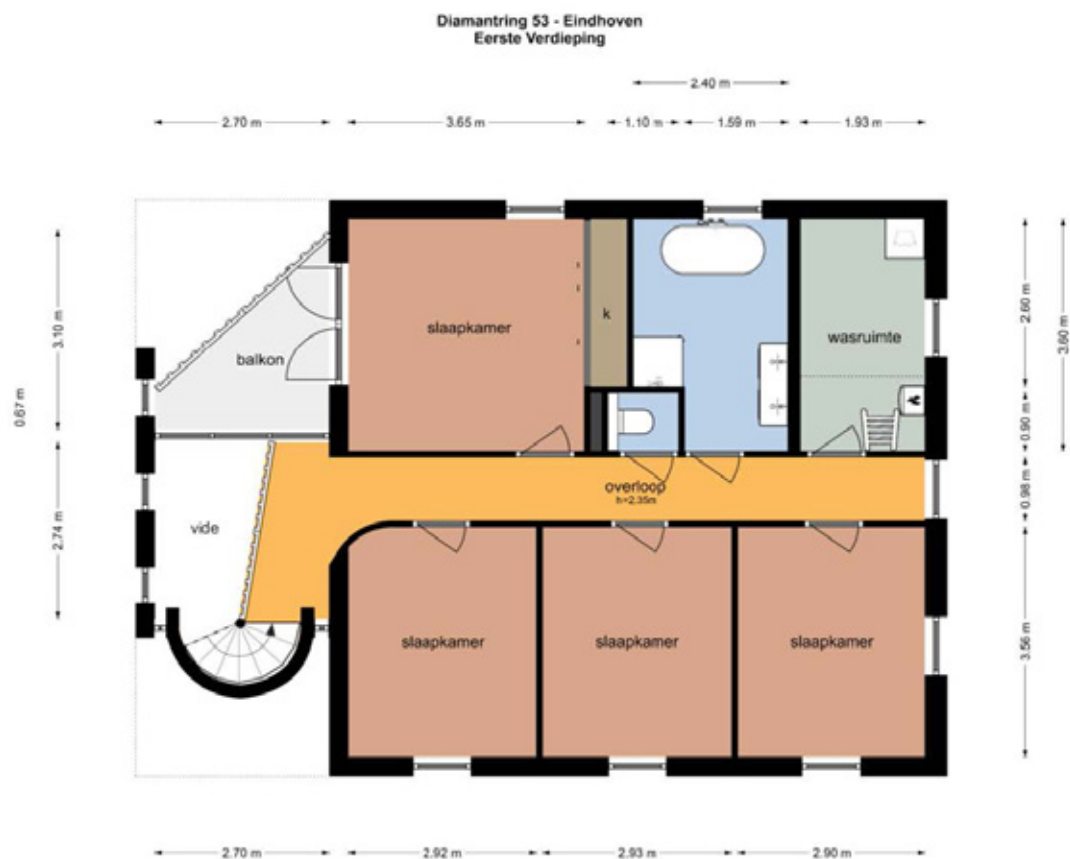 Diamantring 53 - Eindhoven
Eerste Verdieping
2.40 m
2.70 m
3.65 m
1.10 m
1.59 m
1.93 m
3.10 m
0.67 m
2.74 m
slaapkamer
k
balkon
wasruimte
2.60 m
3.60 m
0.90 m
0.98 m
3.56 m
overloop
h=2.35m
vide
slaapkamer
slaapkamer
slaapkamer
2.70 m
2.92 m
2.93 m
2.90 m